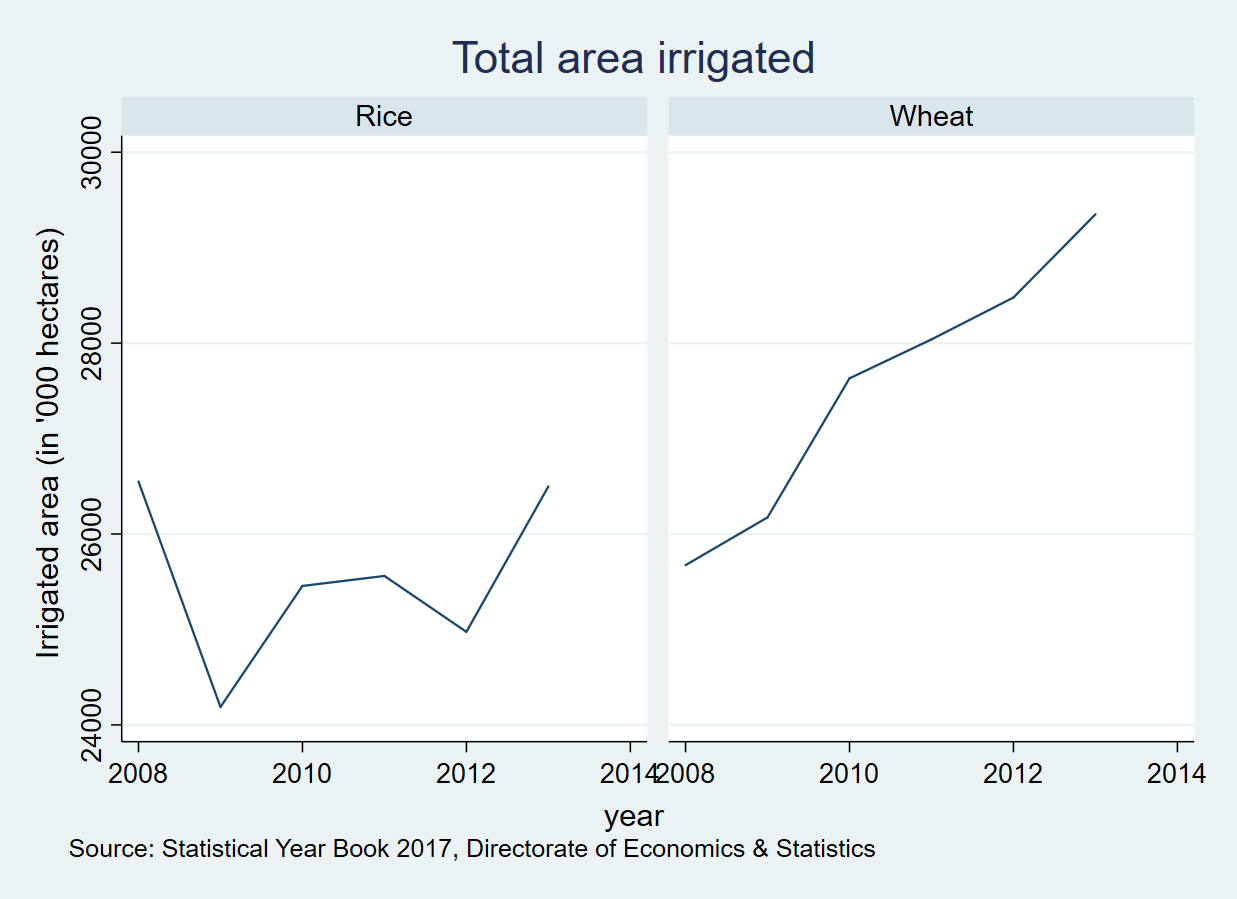 Total area irrigated
Rice
Wheat
Irrigated area (in '000 hectares)
30000
28000
26000
24000
2008 2010 2012 2014
2008 2010 2012 2014
year
Source: Statistical Year Book 2017, Directorate of Economics & Statistics